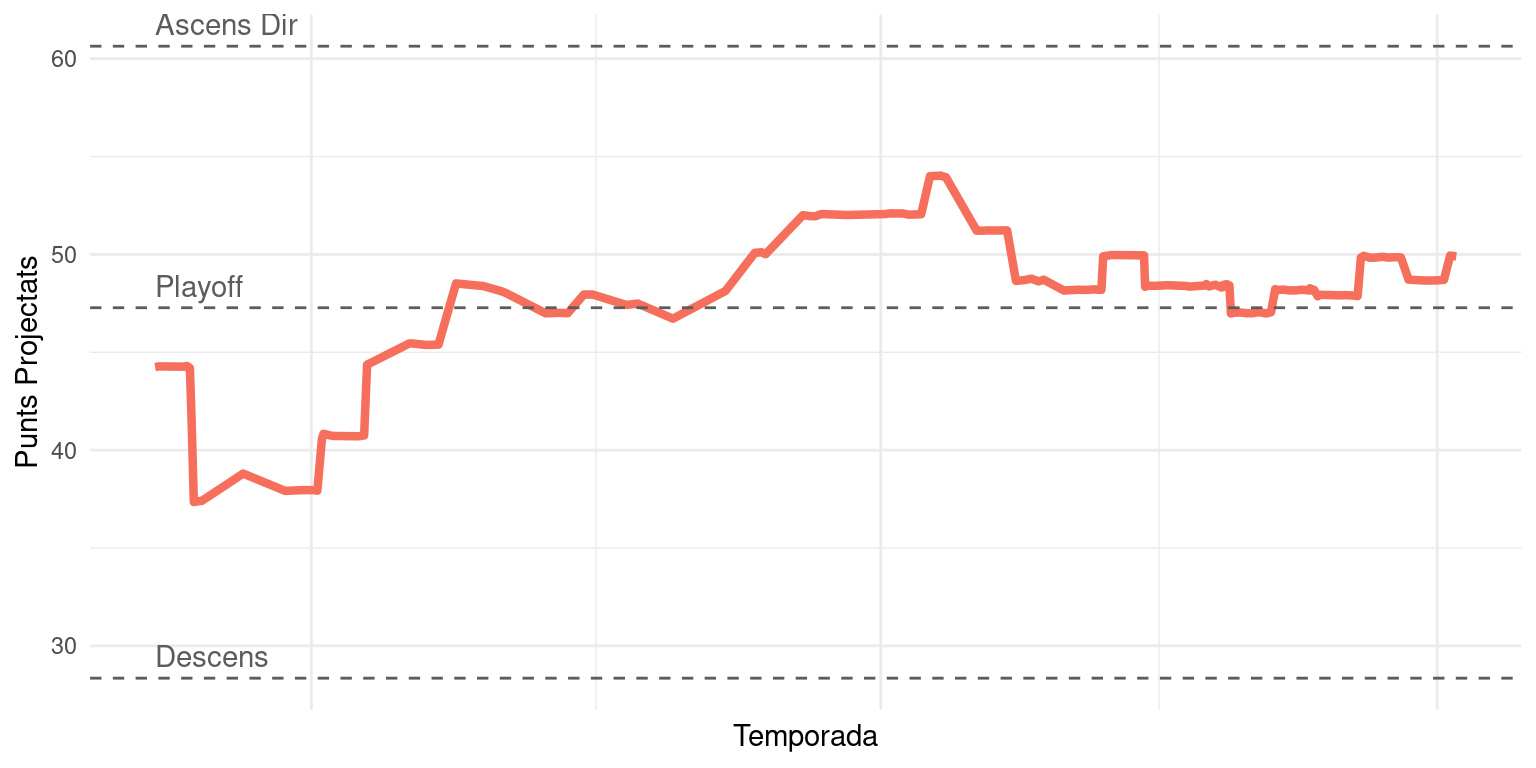 Ascens Dir
60
50
Playoff
Punts Projectats
40
30
Descens
Temporada